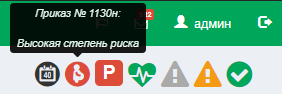 Приказ № 1130н:
Высокая степень риска
админ
40
P